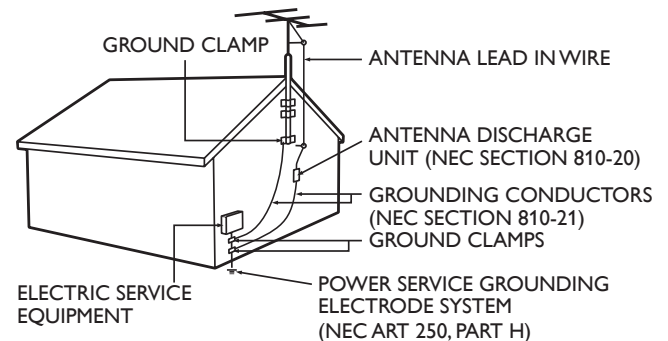 GROUND CLAMP
ANTENNA LEAD IN WIRE
ANTENNA DISCHARGE
UNIT (NEC SECTION 810-20)
GROUNDING CONDUCTORS
(NEC SECTION 810-21)
GROUND CLAMPS
ELECTRIC SERVICE
EQUIPMENT
POWER SERVICE GROUNDING
ELECTRODE SYSTEM
(NEC ART 250, PART H)